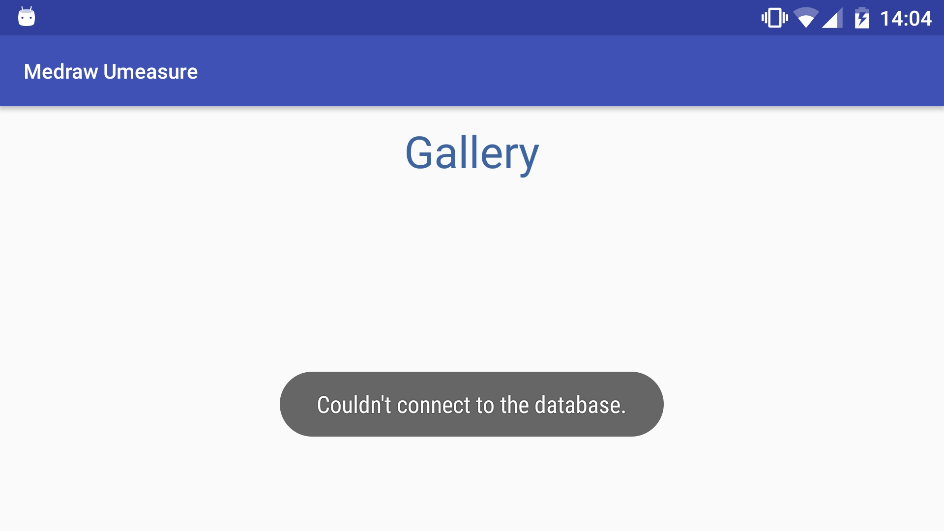 14:04
Medraw Umeasure
Gallery
Couldn't connect to the database.